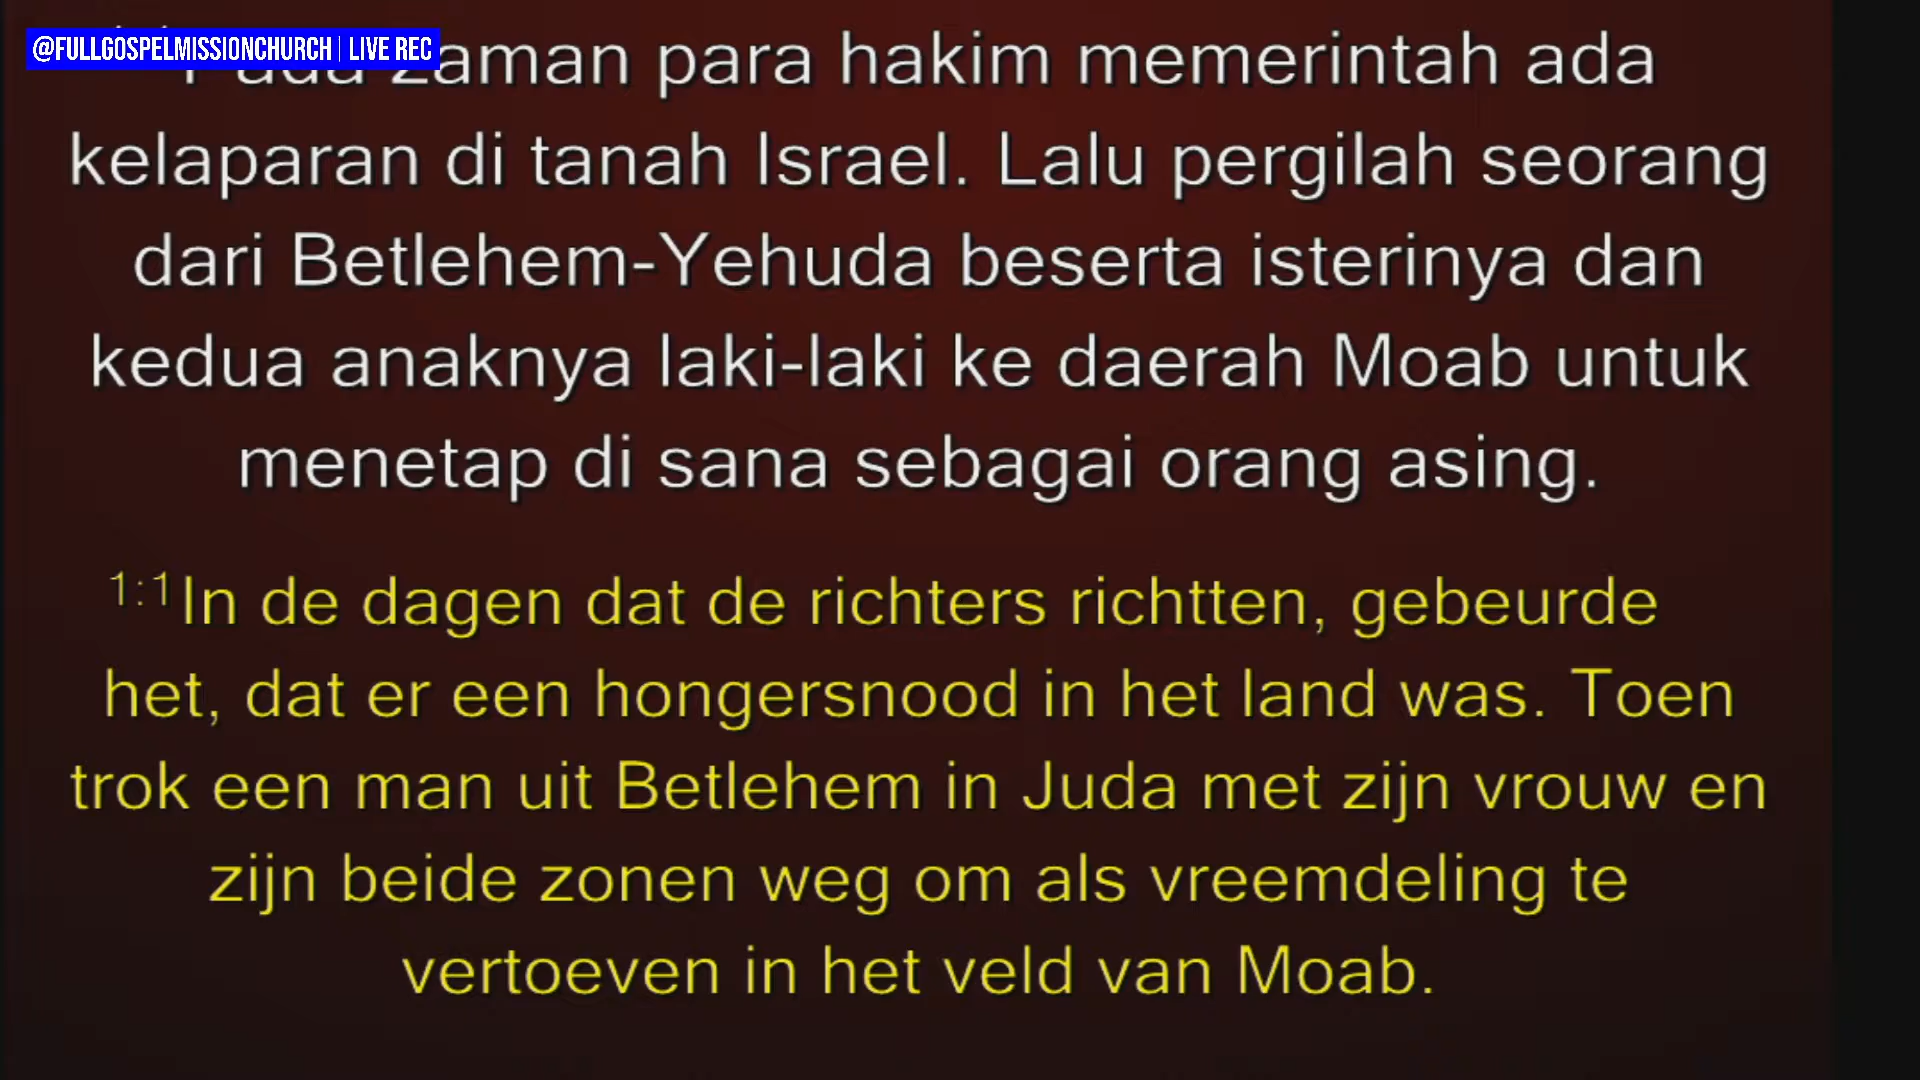 @FULLGOSPELMISSIONCHURCH | LIVE REC
zaman para hakim memerintah ada
kelaparan di tanah Israel. Lalu pergilah seorang
dari Betlehem-Yehuda beserta isterinya dan
kedua anaknya laki-laki ke daerah Moab untuk
menetap di sana sebagai orang asing.
1:1 In de dagen dat de richters richtten, gebeurde
het, dat er een hongersnood in het land was. Toen
trok een man uit Betlehem in Juda met zijn vrouw en
zijn beide zonen weg om als vreemdeling te
vertoeven in het veld van Moab.